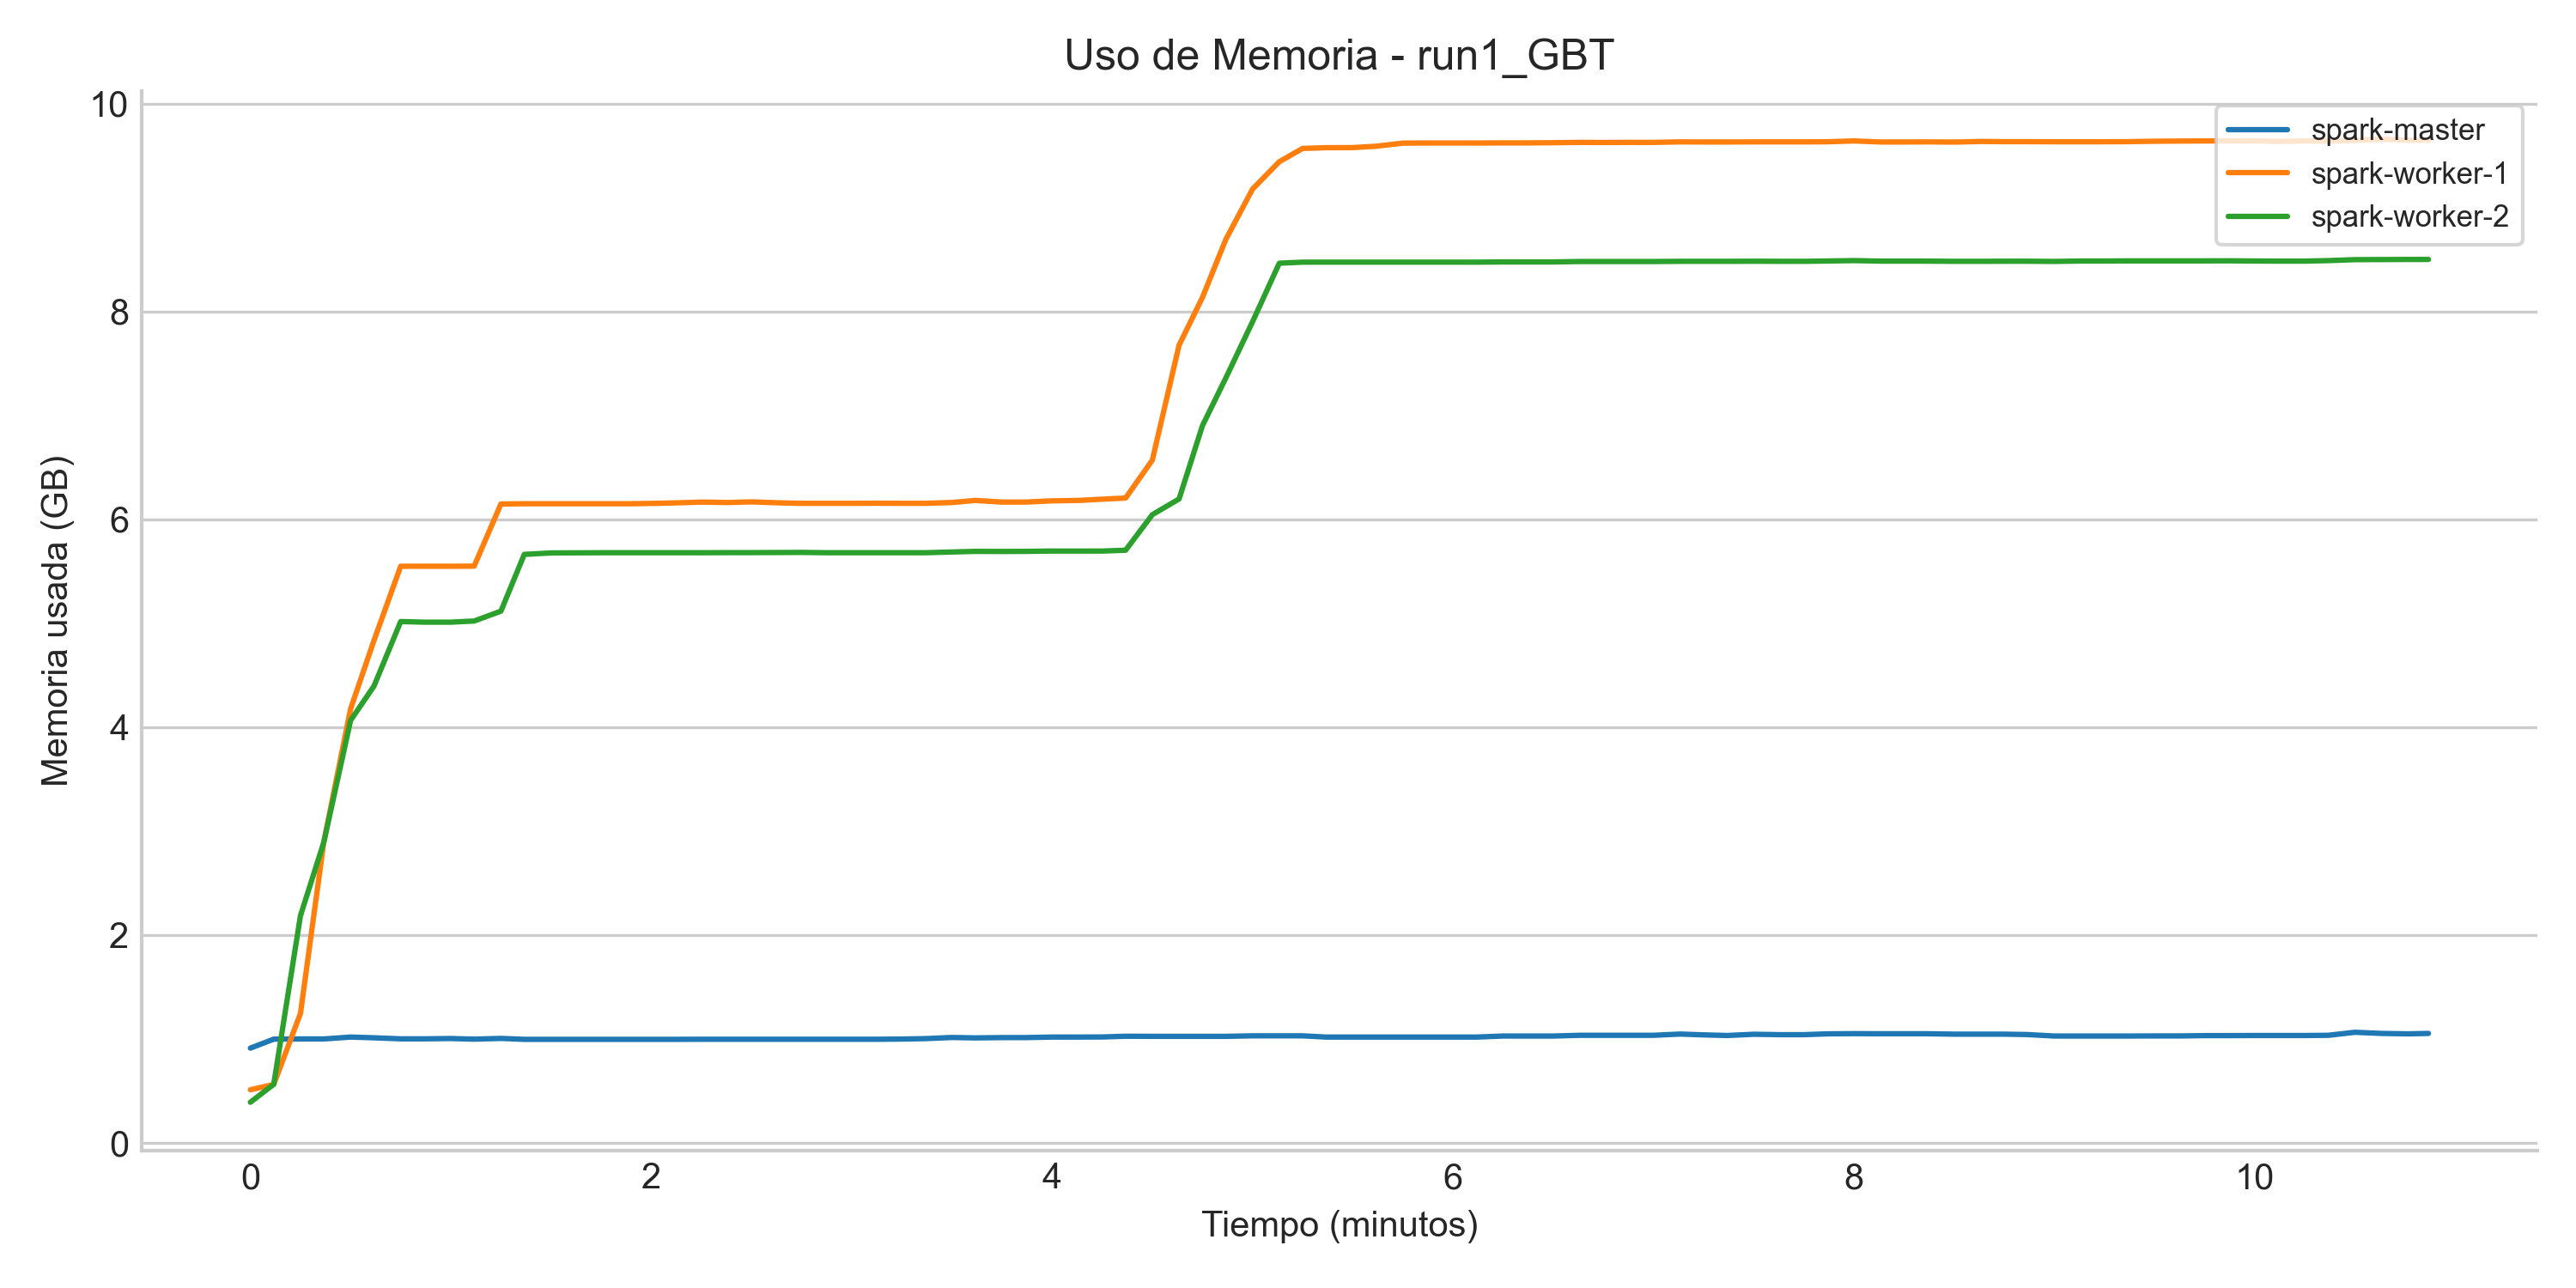 Uso de Memoria - run1_GBT
10
8
6
4
2
0
Memoria usada (GB)
spark-master
spark-worker-1
spark-worker-2
0 2 4 6 8 10
Tiempo (minutos)